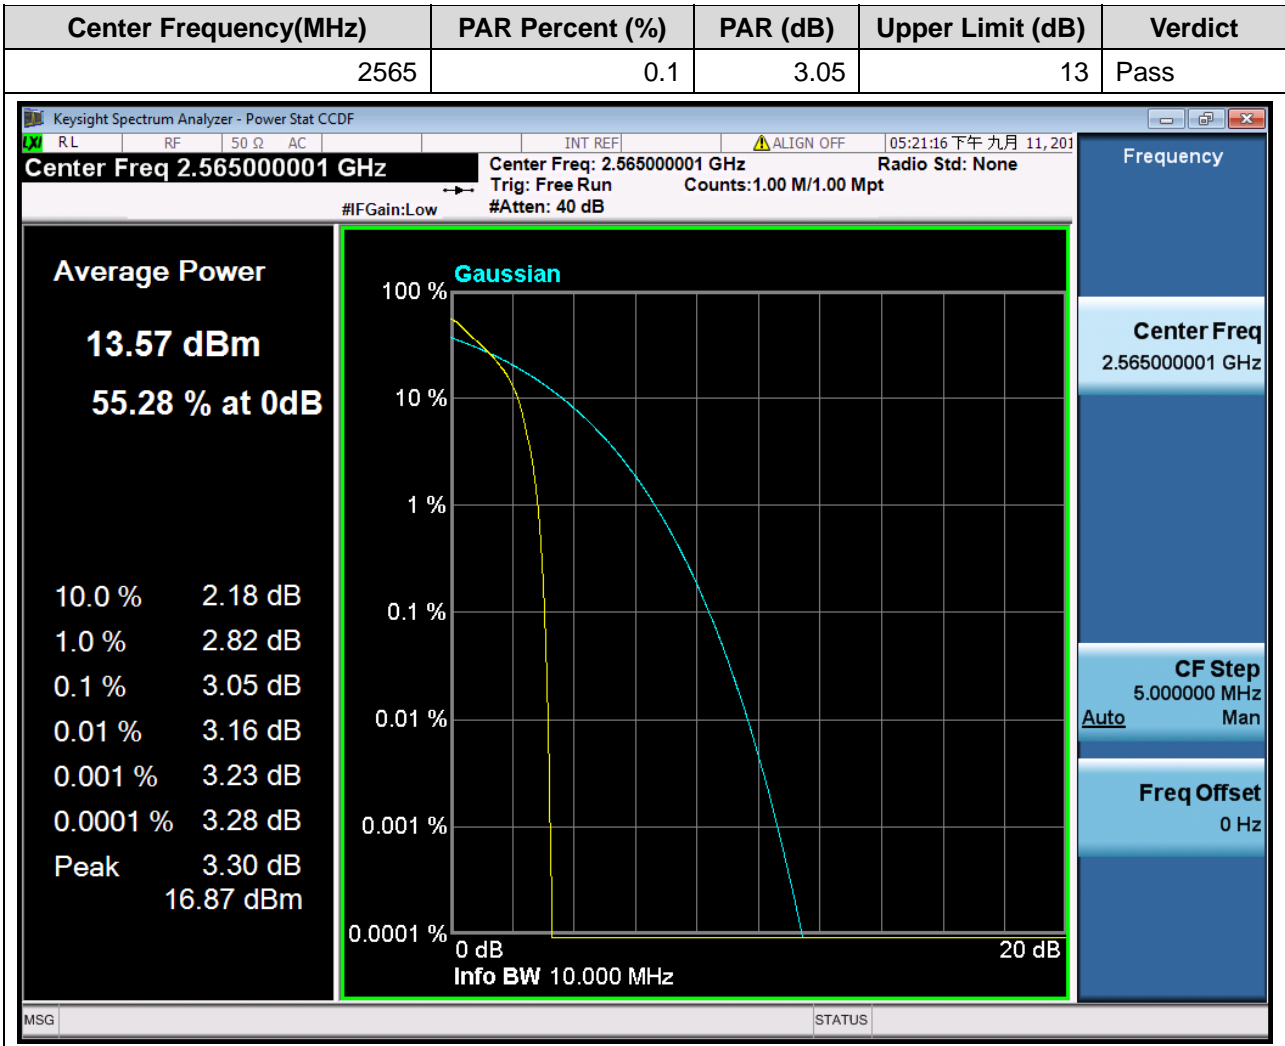 Center Frequency(MHz) PAR Percent (%) PAR (dB) Upper Limit (dB) Verdict
2565 0.1 3.05 13 Pass
Keysight Spectrum Analyzer - Power Stat CCDF
LXI RL RF 50 Ω AC INT REF ALIGN OFF 05:21:16 下午 九月 11, 201
Center Freq 2.565000001 GHz
Center Freq: 2.565000001 GHz Radio Std: None
Trig: Free Run Counts:1.00 M/1.00 Mpt
#IFGain:Low #Atten: 40 dB
Average Power
13.57 dBm
55.28 % at 0dB
10.0 % 2.18 dB
1.0 % 2.82 dB
0.1 % 3.05 dB
0.01 % 3.16 dB
0.001 % 3.23 dB
0.0001 % 3.28 dB
Peak 3.30 dB
16.87 dBm
Gaussian
100 %
10 %
1 %
0.1 %
0.01 %
0.001 %
0.0001 %
0 dB 20 dB
Info BW 10.000 MHz
Frequency
Center Freq
2.565000001 GHz
CF Step
5.000000 MHz
Auto Man
Freq Offset
0 Hz
MSG STATUS